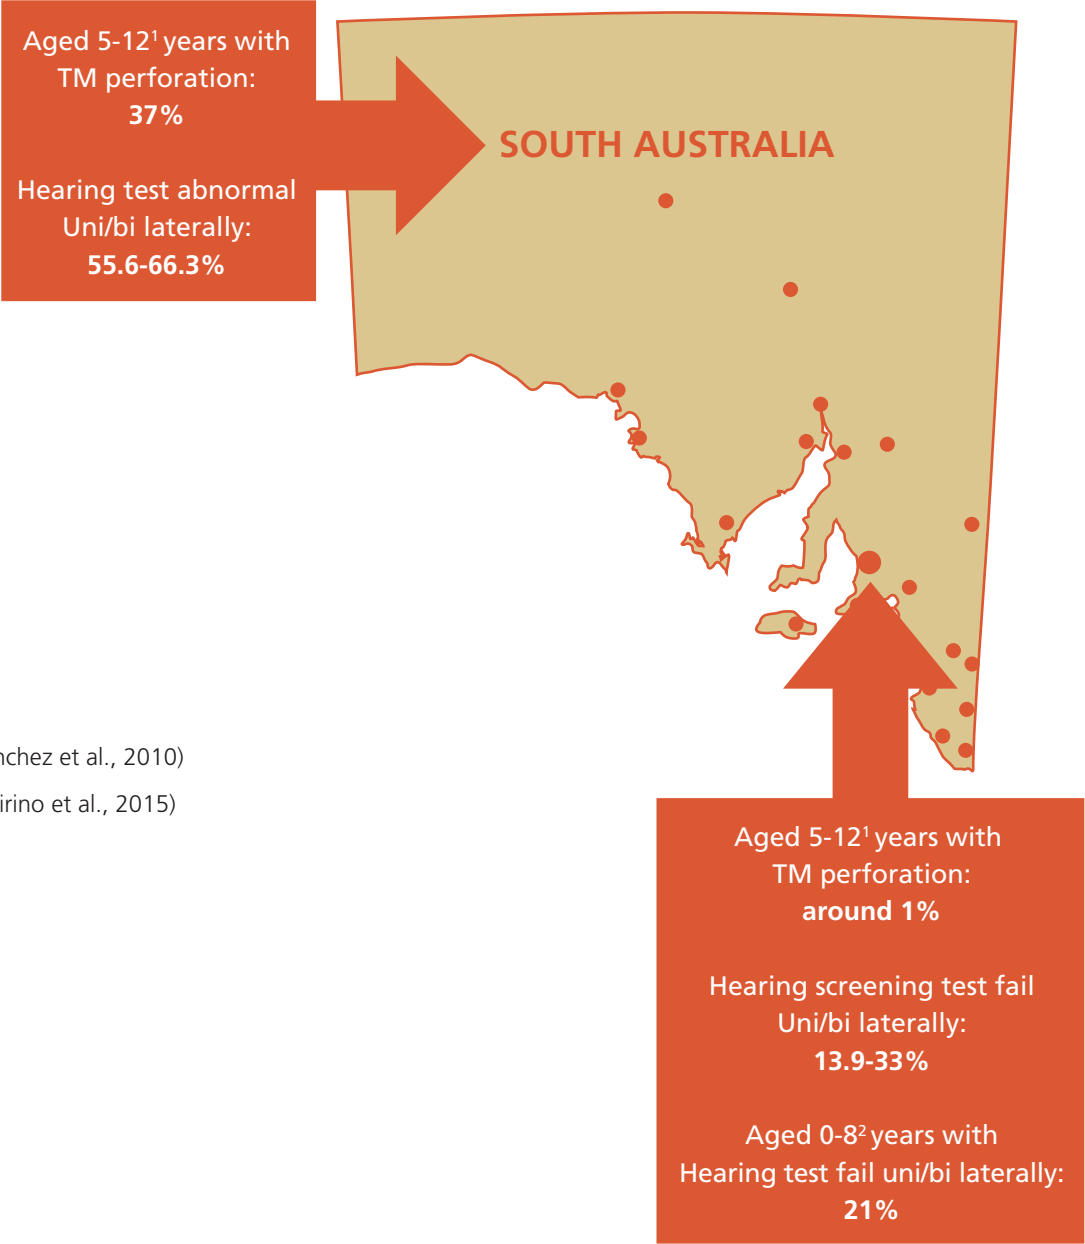 Aged 5-12¹ years with
TM perforation:
37%
Hearing test abnormal
Uni/bi laterally:
55.6-66.3%
SOUTH AUSTRALIA
nchez et al., 2010)
irino et al., 2015)
Aged 5-12¹ years with
TM perforation:
around 1%
Hearing screening test fail
Uni/bi laterally:
13.9-33%
Aged 0-8² years with
Hearing test fail uni/bi laterally:
21%